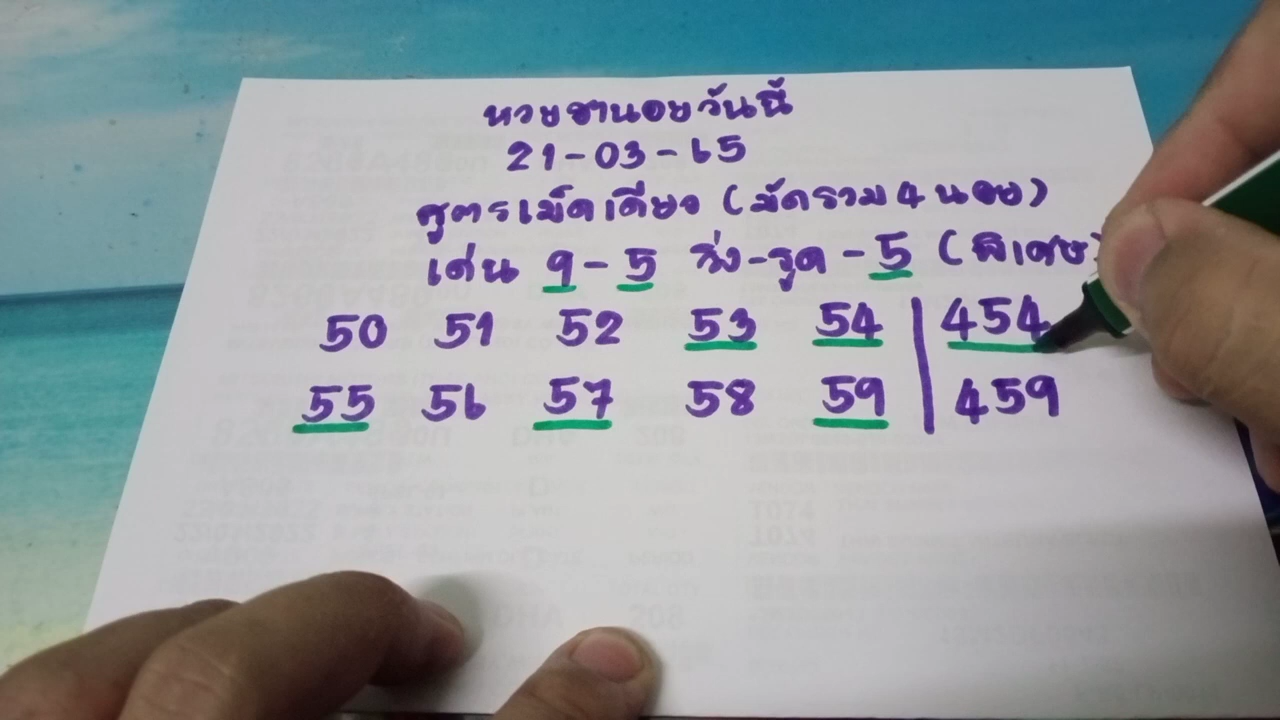 หวยฮานอยวันนี้
21-03-65
สูตรเม็ดเดียว (มัดรวม 4 นอย)
เด่น 9-5 วิ่ง-รูด-5 (พิเศษ)
50 51 52 53 54 454
55 56 57 58 59 459